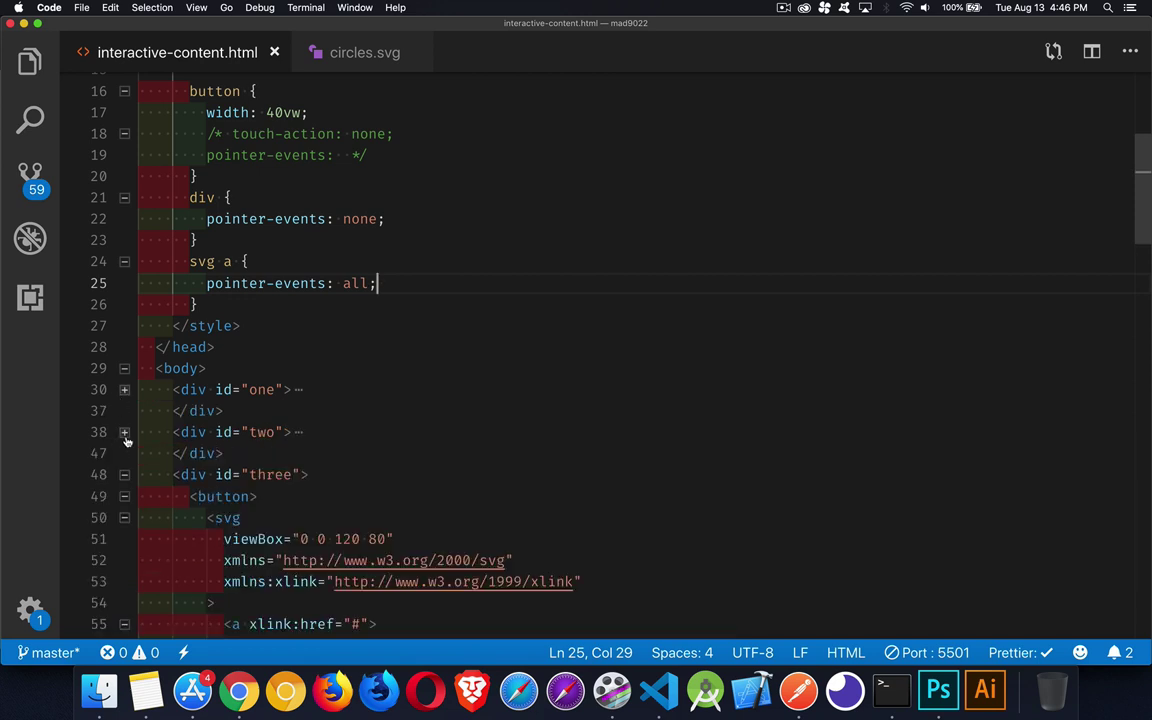 Code File Edit Selection View Go Debug Terminal Window Help 100% Tue Aug 13 4:46 PM
interactive-content.html — mad9022
interactive-content.html circles.svg
16 button {
17 width: 40vw;
18 /* touch-action: none;
19 pointer-events:  */
20 }
21 div {
22 pointer-events: none;
23 }
24 svg a {
25 pointer-events: all;
26 }
27 </style>
28 </head>
29 <body>
30 <div id="one">
37 </div>
38 <div id="two">
47 </div>
48 <div id="three">
49 <button>
50 <svg
51 viewBox="0 0 120 80"
52 xmlns="http://www.w3.org/2000/svg"
53 xmlns:xlink="http://www.w3.org/1999/xlink"
54 >
55 <a xlink:href="#">
59
1
master* 0 0 Ln 25, Col 29 Spaces: 4 UTF-8 LF HTML Port : 5501 Prettier: 2
4
Ps Ai